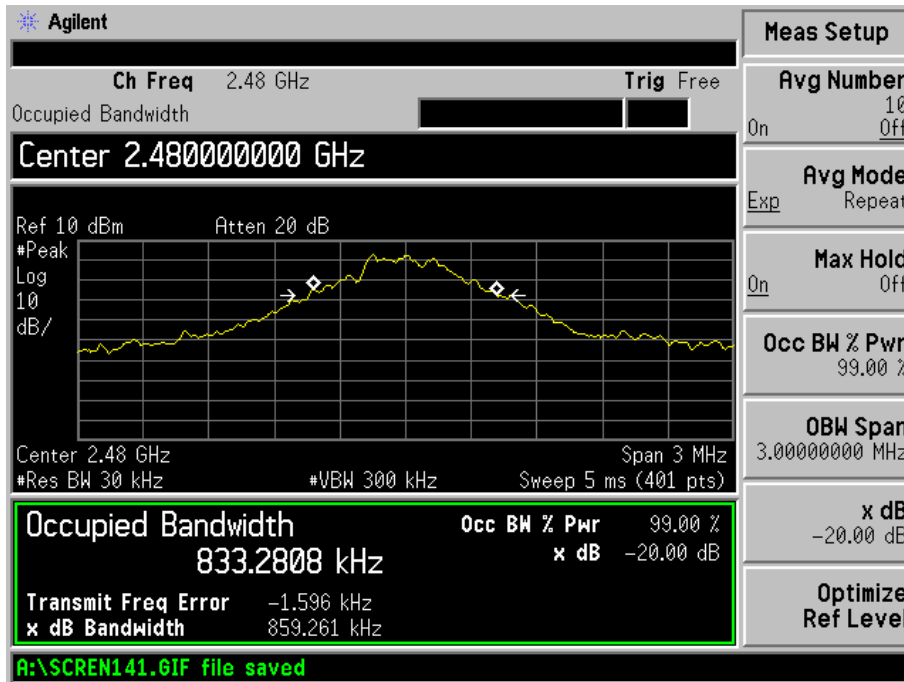 Agilent
Ch Freq 2.48 GHz Trig Free
Occupied Bandwidth
Center 2.480000000 GHz
Ref 10 dBm Atten 20 dB
#Peak
Log
10
dB/
Center 2.48 GHz Span 3 MHz
#Res BW 30 kHz #VBW 300 kHz Sweep 5 ms (401 pts)
Occupied Bandwidth Occ BW % Pwr 99.00 %
833.2808 kHz x dB -20.00 dB
Transmit Freq Error -1.596 kHz
x dB Bandwidth 859.261 kHz
A:\SCREN141.GIF file saved
Meas Setup
Avg Number
10
On Off
Avg Mode
Exp Repeat
Max Hold
On Off
Occ BW % Pwr
99.00 %
OBW Span
3.00000000 MHz
x dB
-20.00 dB
Optimize
Ref Level